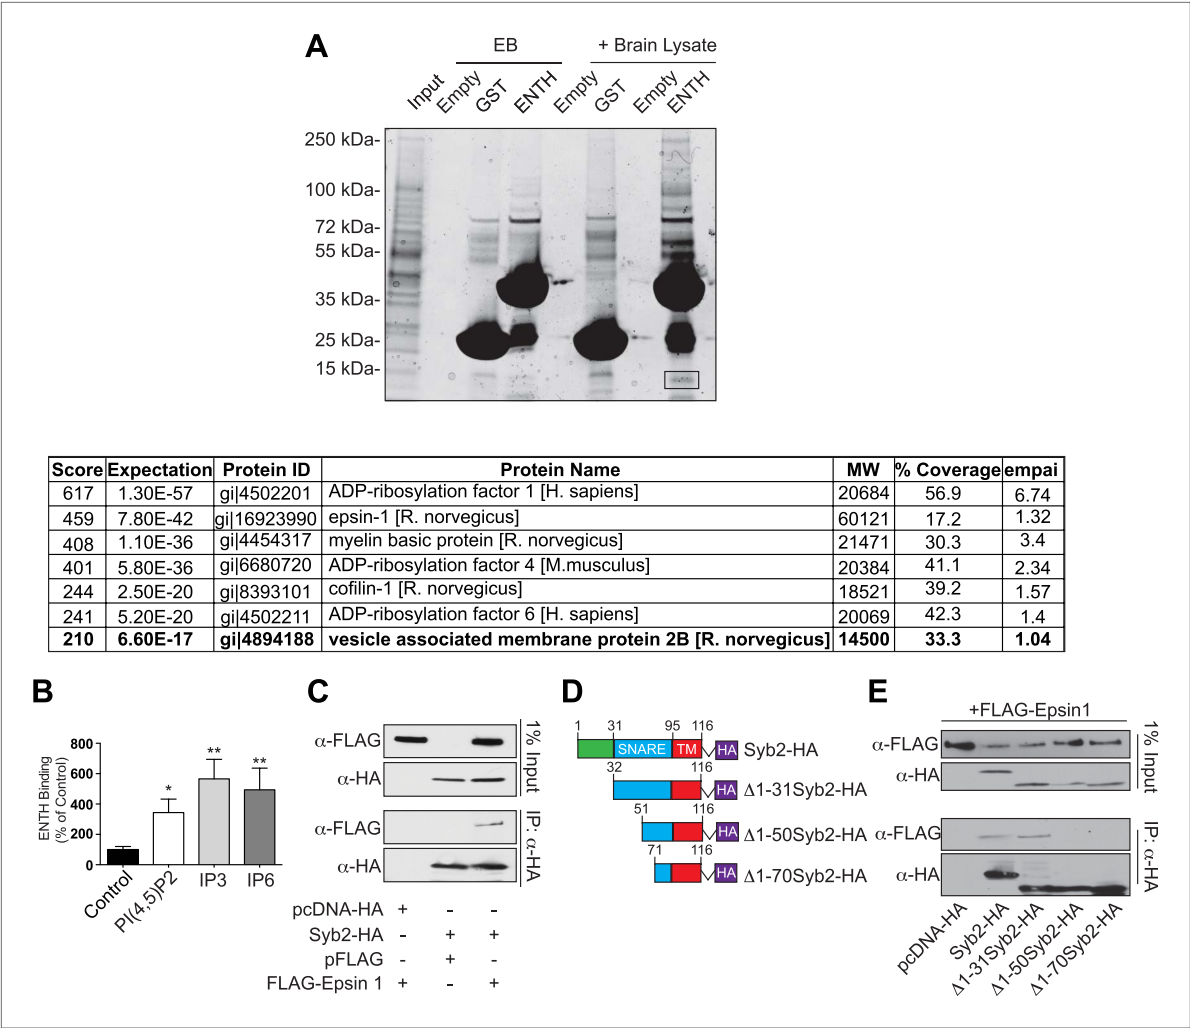 A
EB
+ Brain Lysate
Input
Empty
GST
ENTH
Empty
GST
Empty
ENTH
250 kDa-
100 kDa-
72 kDa-
55 kDa-
35 kDa-
25 kDa-
15 kDa-
Score Expectation Protein ID Protein Name MW % Coverage empai
617 1.30E-57 gi|4502201 ADP-ribosylation factor 1 [H. sapiens] 20684 56.9 6.74
459 7.80E-42 gi|16923990 epsin-1 [R. norvegicus] 60121 17.2 1.32
408 1.10E-36 gi|4454317 myelin basic protein [R. norvegicus] 21471 30.3 3.4
401 5.80E-36 gi|6680720 ADP-ribosylation factor 4 [M.musculus] 20384 41.1 2.34
244 2.50E-20 gi|8393101 cofilin-1 [R. norvegicus] 18521 39.2 1.57
241 5.20E-20 gi|4502211 ADP-ribosylation factor 6 [H. sapiens] 20069 42.3 1.4
210 6.60E-17 gi|4894188 vesicle associated membrane protein 2B [R. norvegicus] 14500 33.3 1.04
B
ENTH Binding
(% of Control)
800
600
400
200
0
*
**
**
Control
PI(4,5)P2
IP3
IP6
C
α-FLAG
α-HA
1% Input
α-FLAG
α-HA
IP: α-HA
pcDNA-HA + - -
Syb2-HA - + +
pFLAG - + -
FLAG-Epsin 1 + - +
D
1 31 95 116
SNARE TM HA Syb2-HA
32 116
HA Δ1-31Syb2-HA
51 116
HA Δ1-50Syb2-HA
71 116
HA Δ1-70Syb2-HA
E
+FLAG-Epsin1
α-FLAG
α-HA
1% Input
α-FLAG
α-HA
IP: α-HA
pcDNA-HA
Syb2-HA
Δ1-31Syb2-HA
Δ1-50Syb2-HA
Δ1-70Syb2-HA